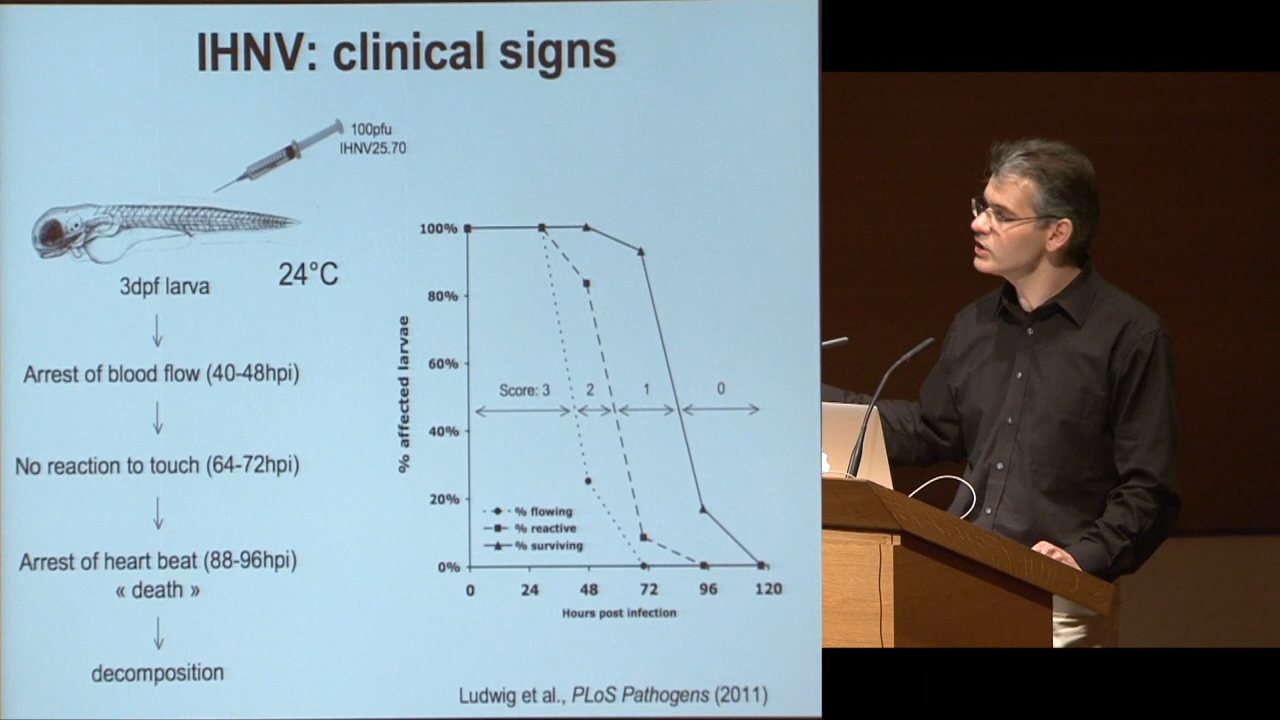 IHNV: clinical signs
100pfu
IHNV25.70
3dpf larva
24°C
Arrest of blood flow (40-48hpi)
No reaction to touch (64-72hpi)
Arrest of heart beat (88-96hpi)
« death »
decomposition
% affected larvae
100%
80%
60%
40%
20%
0%
Score: 3
2
1
0
% flowing
% reactive
% surviving
0
24
48
72
96
120
Hours post infection
Ludwig et al., PLoS Pathogens (2011)